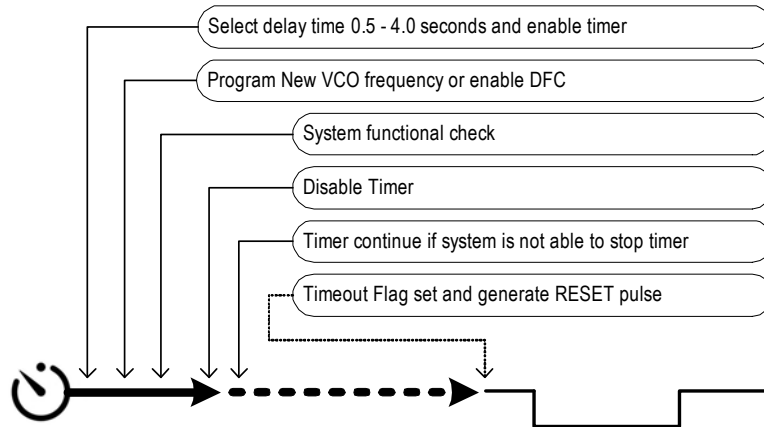 Select delay time 0.5 - 4.0 seconds and enable timer
Program New VCO frequency or enable DFC
System functional check
Disable Timer
Timer continue if system is not able to stop timer
Timeout Flag set and generate RESET pulse